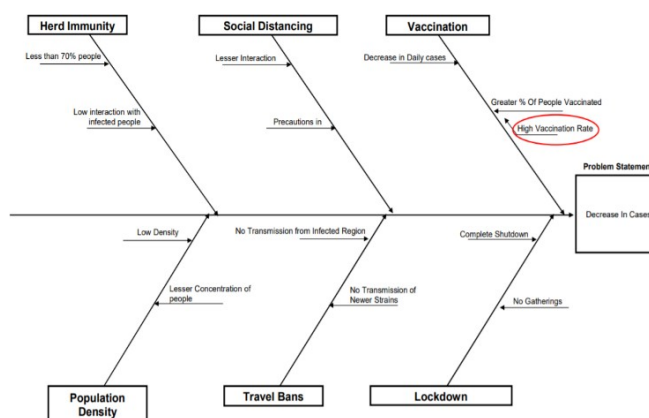 Herd Immunity
Social Distancing
Vaccination
Less than 70% people
Lesser Interaction
Decrease in Daily cases
Greater % Of People Vaccinated
Low interaction with
infected people
Precautions in
High Vaccination Rate
Problem Statement
Decrease In Cases
Low Density
No Transmission from Infected Region
Complete Shutdown
Lesser Concentration of
people
No Transmission of
Newer Strains
No Gatherings
Population
Density
Travel Bans
Lockdown